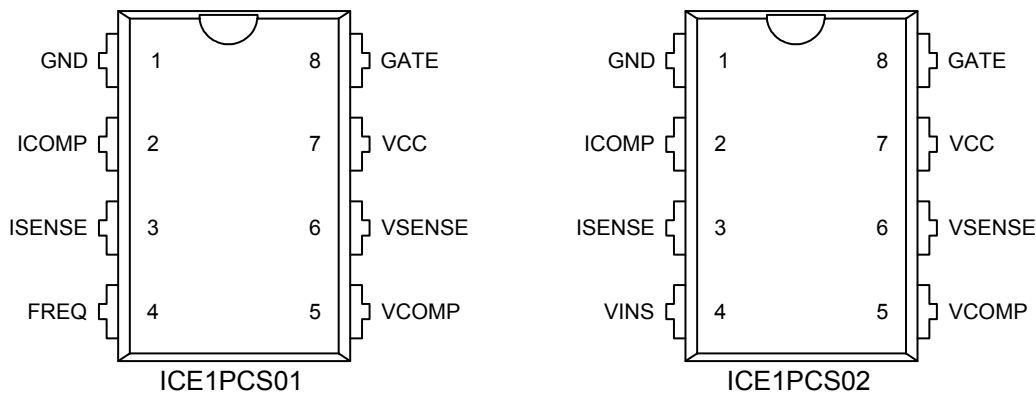 GND 1 8 GATE
ICOMP 2 7 VCC
ISENSE 3 6 VSENSE
FREQ 4 5 VCOMP
ICE1PCS01
GND 1 8 GATE
ICOMP 2 7 VCC
ISENSE 3 6 VSENSE
VINS 4 5 VCOMP
ICE1PCS02